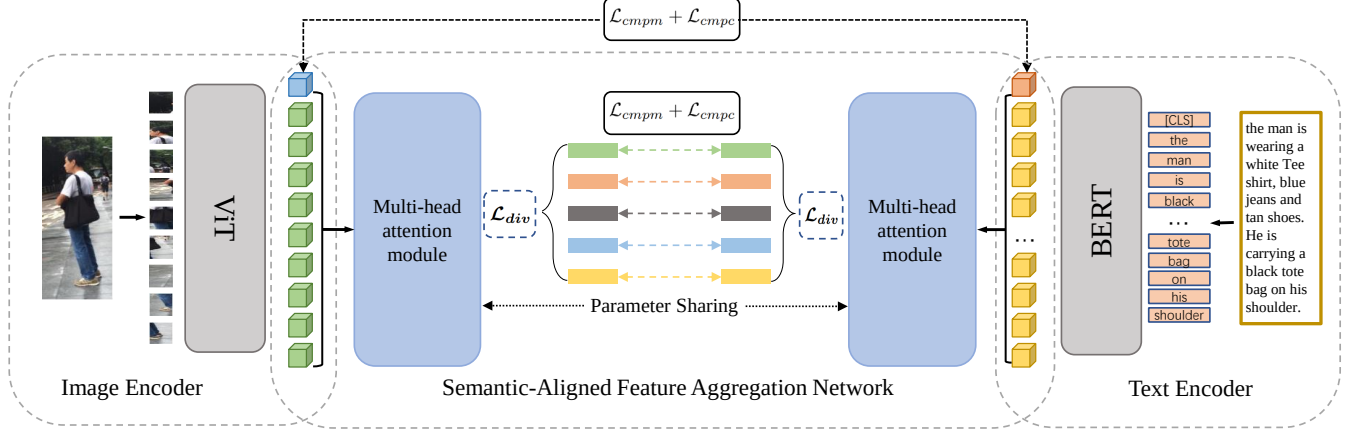 ℒcmpm + ℒcmpc
ViT
Image Encoder
Multi-head
attention
module
ℒdiv
ℒcmpm + ℒcmpc
ℒdiv
Parameter Sharing
Multi-head
attention
module
Semantic-Aligned Feature Aggregation Network
...
BERT
[CLS]
the
man
is
black
...
tote
bag
on
his
shoulder
the man is
wearing a
white Tee
shirt, blue
jeans and
tan shoes.
He is
carrying a
black tote
bag on his
shoulder.
Text Encoder